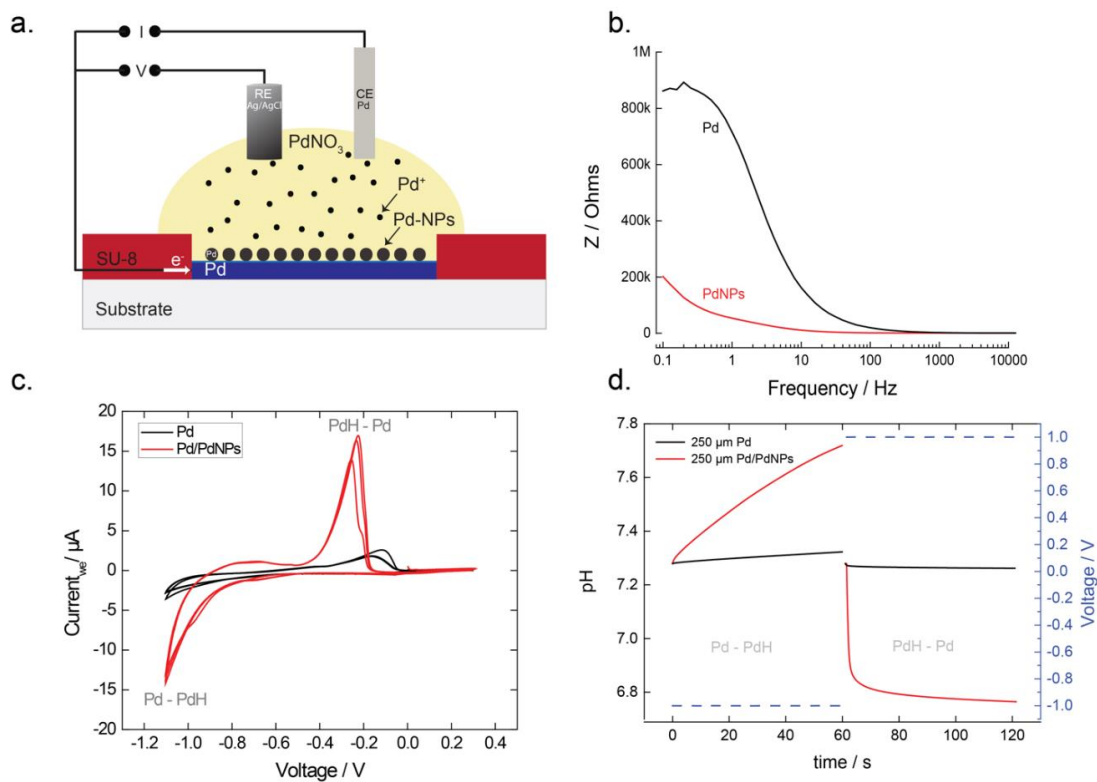 a.
I
V
RE
Ag/AgCl
CE
Pd
PdNO3
Pd+
Pd-NPs
SU-8
e-
Pd
Pd
Substrate
b.
1M
800k
600k
400k
200k
0
Z / Ohms
Pd
PdNPs
0.1 1 10 100 1000 10000
Frequency / Hz
c.
20
15
10
5
0
-5
-10
-15
-20
Currentwe/ µA
Pd
Pd/PdNPs
PdH - Pd
Pd - PdH
-1.2 -1.0 -0.8 -0.6 -0.4 -0.2 0.0 0.2 0.4
Voltage / V
d.
7.8
7.6
7.4
7.2
7.0
6.8
pH
250 µm Pd
250 µm Pd/PdNPs
Pd - PdH
PdH - Pd
1.0
0.8
0.6
0.4
0.2
0.0
-0.2
-0.4
-0.6
-0.8
-1.0
Voltage / V
0 20 40 60 80 100 120
time / s